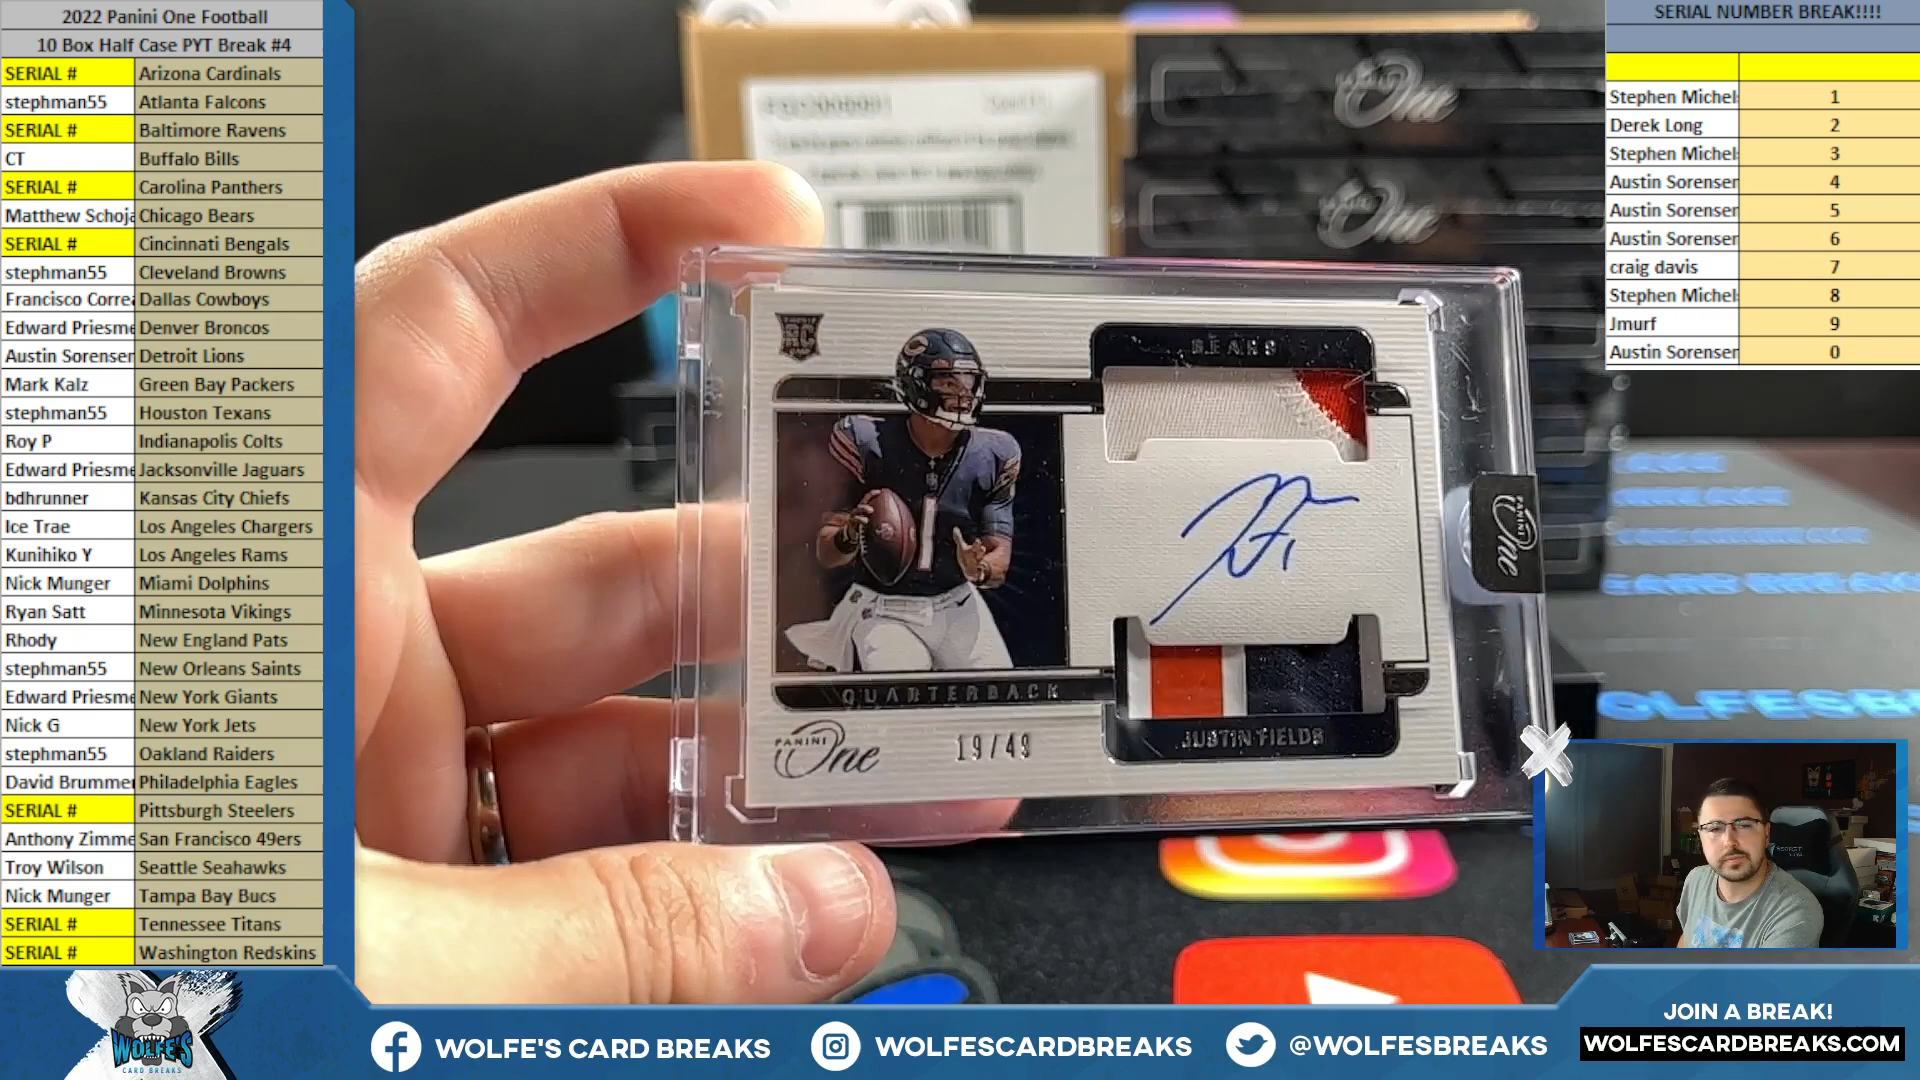 2022 Panini One Football
10 Box Half Case PYT Break #4
SERIAL # Arizona Cardinals
stephman55 Atlanta Falcons
SERIAL # Baltimore Ravens
CT Buffalo Bills
SERIAL # Carolina Panthers
Matthew Schoja Chicago Bears
SERIAL # Cincinnati Bengals
stephman55 Cleveland Browns
Francisco Correa Dallas Cowboys
Edward Priesme Denver Broncos
Austin Sorensen Detroit Lions
Mark Kalz Green Bay Packers
stephman55 Houston Texans
Roy P Indianapolis Colts
Edward Priesme Jacksonville Jaguars
bdhrunner Kansas City Chiefs
Ice Trae Los Angeles Chargers
Kunihiko Y Los Angeles Rams
Nick Munger Miami Dolphins
Ryan Satt Minnesota Vikings
Rhody New England Pats
stephman55 New Orleans Saints
Edward Priesme New York Giants
Nick G New York Jets
stephman55 Oakland Raiders
David Brummer Philadelphia Eagles
SERIAL # Pittsburgh Steelers
Anthony Zimme San Francisco 49ers
Troy Wilson Seattle Seahawks
Nick Munger Tampa Bay Bucs
SERIAL # Tennessee Titans
SERIAL # Washington Redskins
One
One
RC
BEARS
1
QUARTERBACK
PANINI One
19/49
JUSTIN FIELDS
PANINI One
SERIAL NUMBER BREAK!!!!
Stephen Michel 1
Derek Long 2
Stephen Michel 3
Austin Sorensen 4
Austin Sorensen 5
Austin Sorensen 6
craig davis 7
Stephen Michel 8
Jmurf 9
Austin Sorensen 0
CARD BREAK
OLFESB
WOLFE'S
CARD BREAKS
WOLFE'S CARD BREAKS
WOLFESCARDBREAKS
@WOLFESBREAKS
JOIN A BREAK!
WOLFESCARDBREAKS.COM